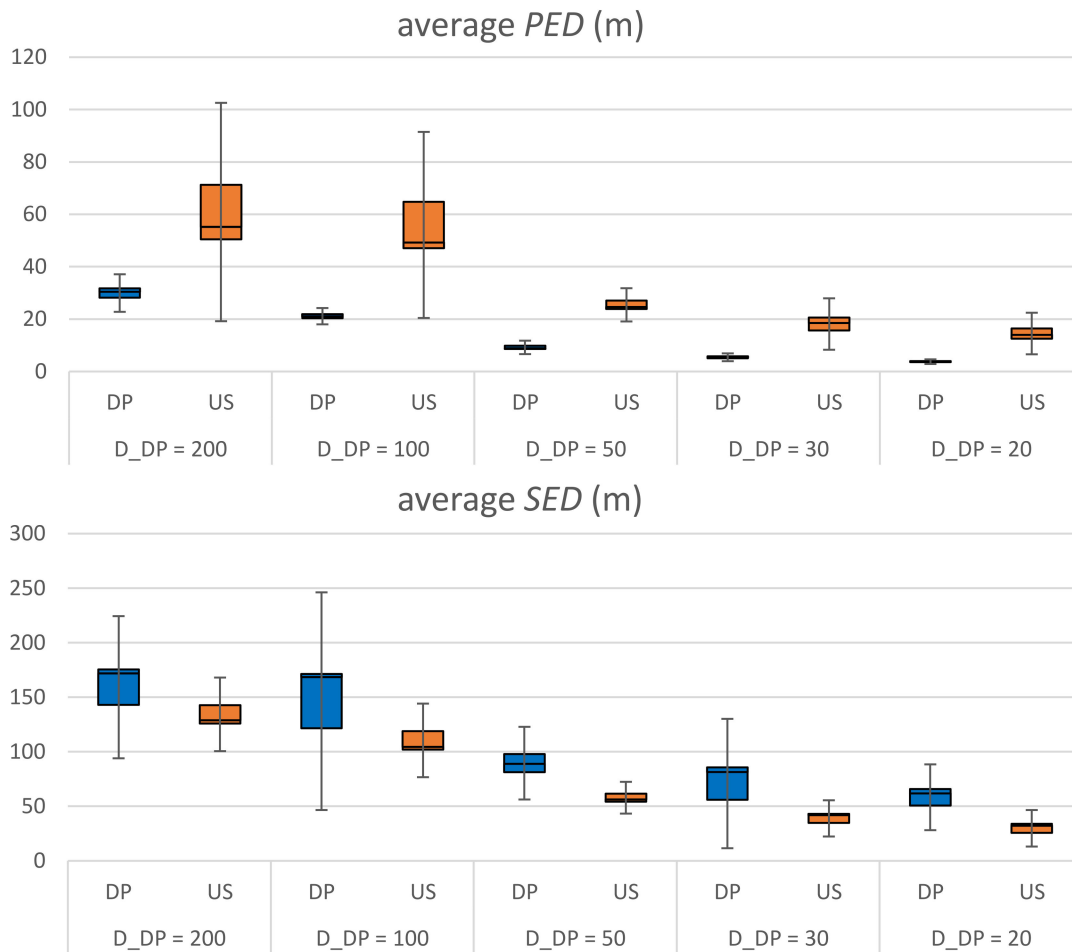 average PED (m)
120
100
80
60
40
20
0
DP US DP US DP US DP US DP US
D_DP = 200 D_DP = 100 D_DP = 50 D_DP = 30 D_DP = 20
average SED (m)
300
250
200
150
100
50
0
DP US DP US DP US DP US DP US
D_DP = 200 D_DP = 100 D_DP = 50 D_DP = 30 D_DP = 20